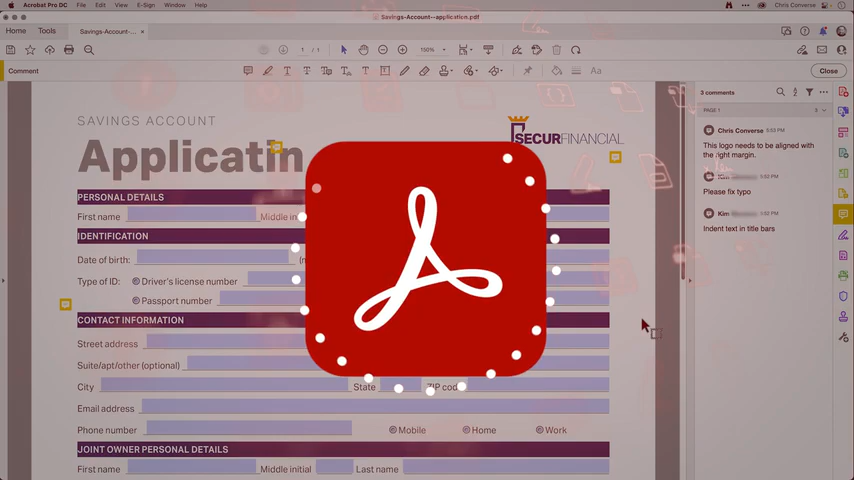 Acrobat Pro DC File Edit View E-Sign Window Help Chris Converse
Savings-Account--application.pdf
Home Tools Savings-Account-... ×
1 / 1 150%
Comment Aa Close
3 comments
PAGE 1 3
Chris Converse 5:53 PM
This logo needs to be aligned with
the right margin.
Kim 5:52 PM
Please fix typo
Kim 5:52 PM
Indent text in title bars
SAVINGS ACCOUNT
Applicatin
SECURFINANCIAL
PERSONAL DETAILS
First name Middle in
IDENTIFICATION
Date of birth:
Type of ID: Driver's license number
Passport number
CONTACT INFORMATION
Street address
Suite/apt/other (optional)
City State ZIP cod
Email address
Phone number Mobile Home Work
JOINT OWNER PERSONAL DETAILS
First name Middle initial Last name